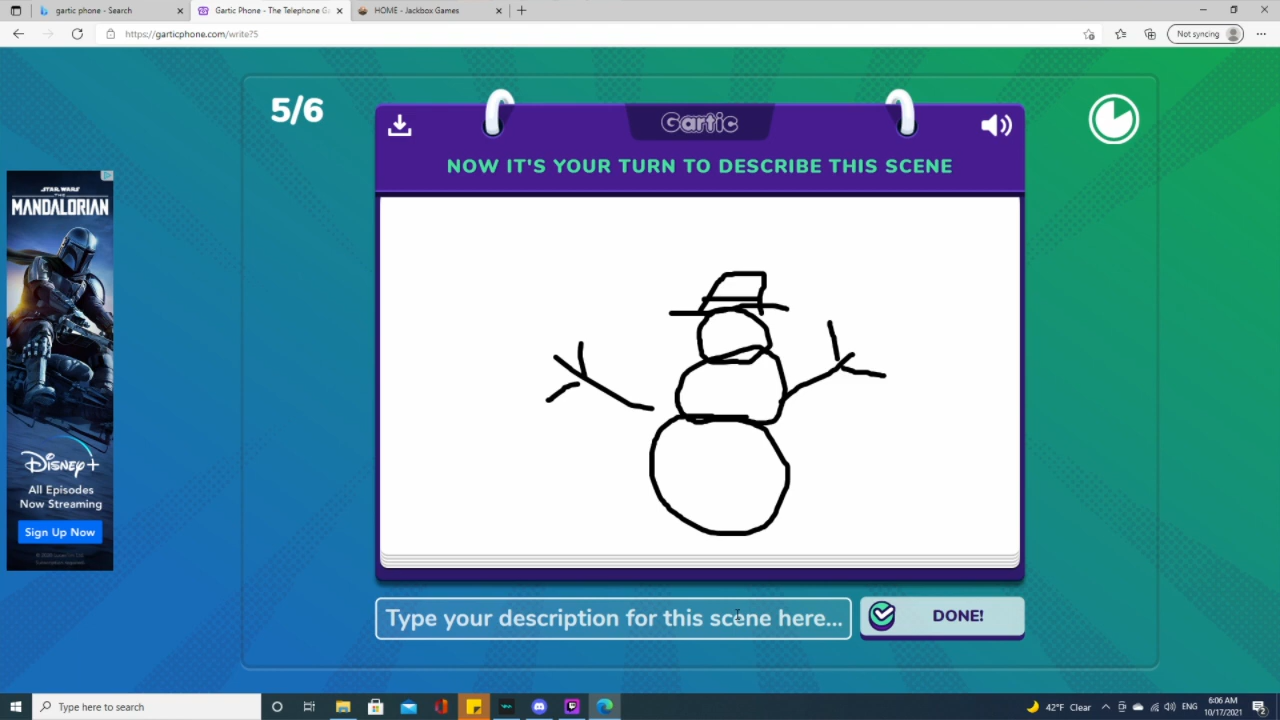 gartic phone - Search
Gartic Phone - The Telephone G
HOME - Jackbox Games
https://garticphone.com/write?5
Not syncing
5/6
Gartic
NOW IT'S YOUR TURN TO DESCRIBE THIS SCENE
STAR WARS
THE
MANDALORIAN
Disney+
All Episodes
Now Streaming
Sign Up Now
Type your description for this scene here...
DONE!
Type here to search
42°F Clear
ENG
6:06 AM
10/17/2021
2